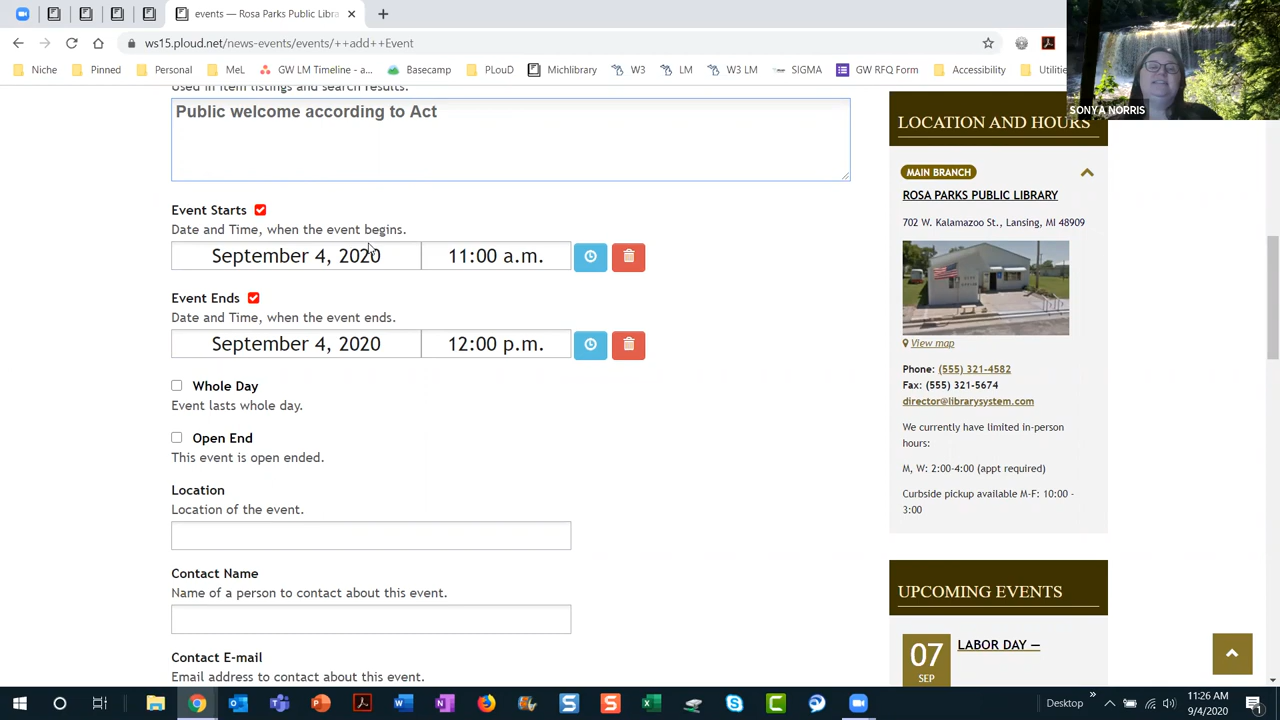 events — Rosa Parks Public Libra
ws15.ploud.net/news-events/events/++add++Event
Niche
Pinned
Personal
MeL
GW LM Timeline - a...
Basecamp
PLouD
Michlibrary
W3
LM
W3 LM
SIGMA
GW RFQ Form
Accessibility
Utilitie
SONYA NORRIS
Used in item listings and search results.
Public welcome according to Act
Event Starts
Date and Time, when the event begins.
September 4, 2020
11:00 a.m.
Event Ends
Date and Time, when the event ends.
September 4, 2020
12:00 p.m.
Whole Day
Event lasts whole day.
Open End
This event is open ended.
Location
Location of the event.
Contact Name
Name of a person to contact about this event.
Contact E-mail
Email address to contact about this event.
LOCATION AND HOURS
MAIN BRANCH
ROSA PARKS PUBLIC LIBRARY
702 W. Kalamazoo St., Lansing, MI 48909
View map
Phone: (555) 321-4582
Fax: (555) 321-5674
director@librarysystem.com
We currently have limited in-person
hours:
M, W: 2:00-4:00 (appt required)
Curbside pickup available M-F: 10:00 -
3:00
UPCOMING EVENTS
07
SEP
LABOR DAY —
Desktop
11:26 AM
9/4/2020